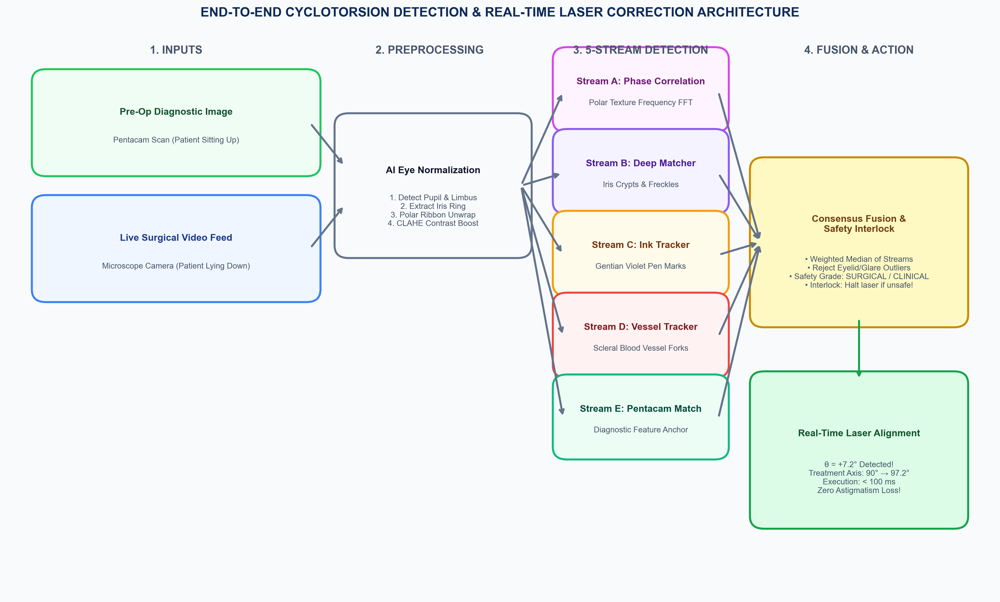 END-TO-END CYCLOTORSION DETECTION & REAL-TIME LASER CORRECTION ARCHITECTURE
1. INPUTS
Pre-Op Diagnostic Image
Pentacam Scan (Patient Sitting Up)
Live Surgical Video Feed
Microscope Camera (Patient Lying Down)
2. PREPROCESSING
AI Eye Normalization
1. Detect Pupil & Limbus
2. Extract Iris Ring
3. Polar Ribbon Unwrap
4. CLAHE Contrast Boost
3. 5-STREAM DETECTION
Stream A: Phase Correlation
Polar Texture Frequency FFT
Stream B: Deep Matcher
Iris Crypts & Freckles
Stream C: Ink Tracker
Gentian Violet Pen Marks
Stream D: Vessel Tracker
Scleral Blood Vessel Forks
Stream E: Pentacam Match
Diagnostic Feature Anchor
4. FUSION & ACTION
Consensus Fusion &
Safety Interlock
• Weighted Median of Streams
• Reject Eyelid/Glare Outliers
• Safety Grade: SURGICAL / CLINICAL
• Interlock: Halt laser if unsafe!
Real-Time Laser Alignment
θ = +7.2° Detected!
Treatment Axis: 90° → 97.2°
Execution: < 100 ms
Zero Astigmatism Loss!